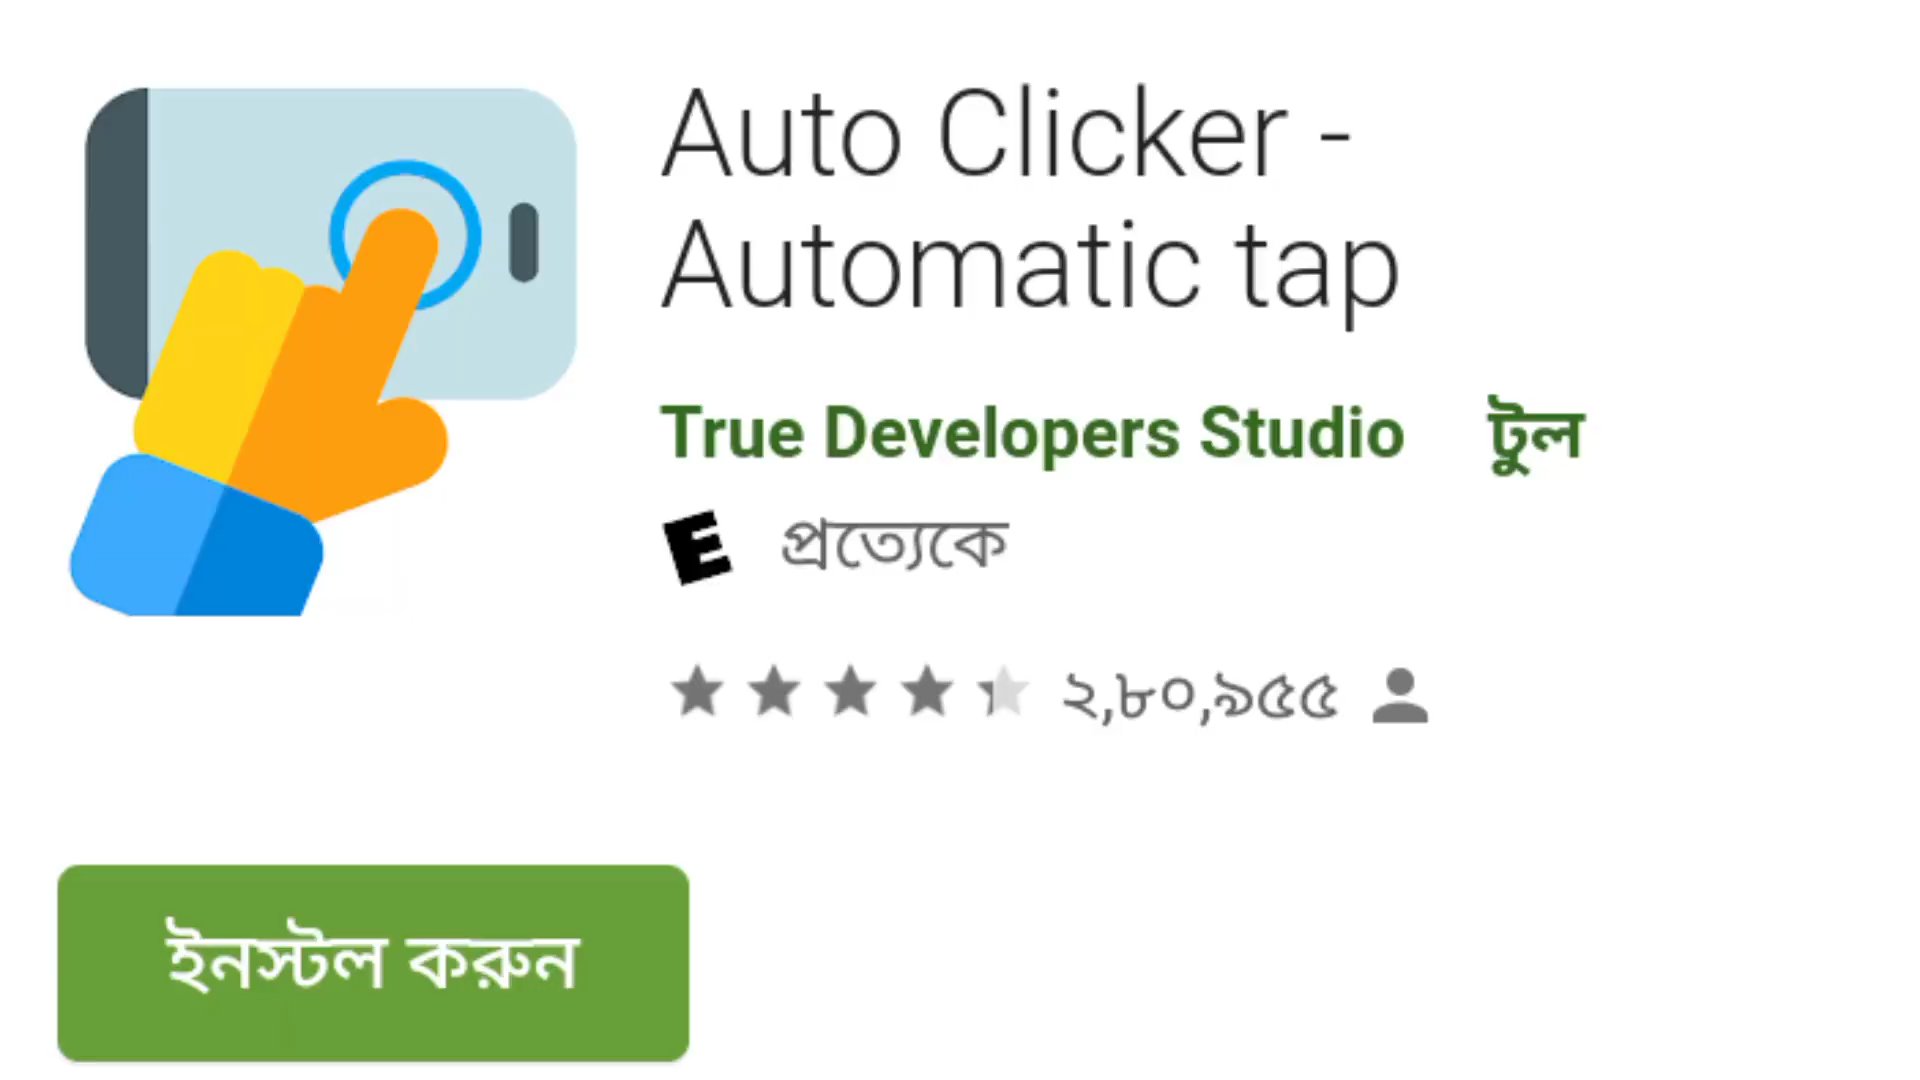 Auto Clicker -
Automatic tap
True Developers Studio টুল
E প্রত্যেকে
২,৮০,৯৫৫
ইনস্টল করুন